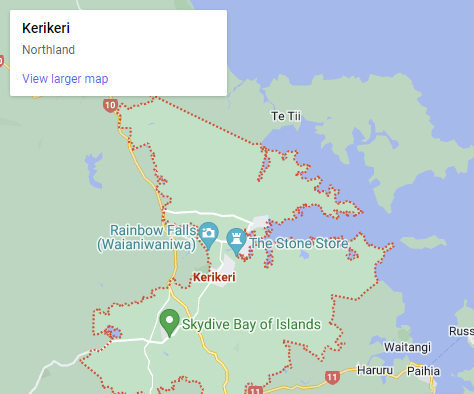 Kerikeri
Northland
View larger map
10
Te Tii
Rainbow Falls
(Waianiwaniwa)
The Stone Store
Kerikeri
Skydive Bay of Islands
Russ
Waitangi
Haruru
Paihia
11
11